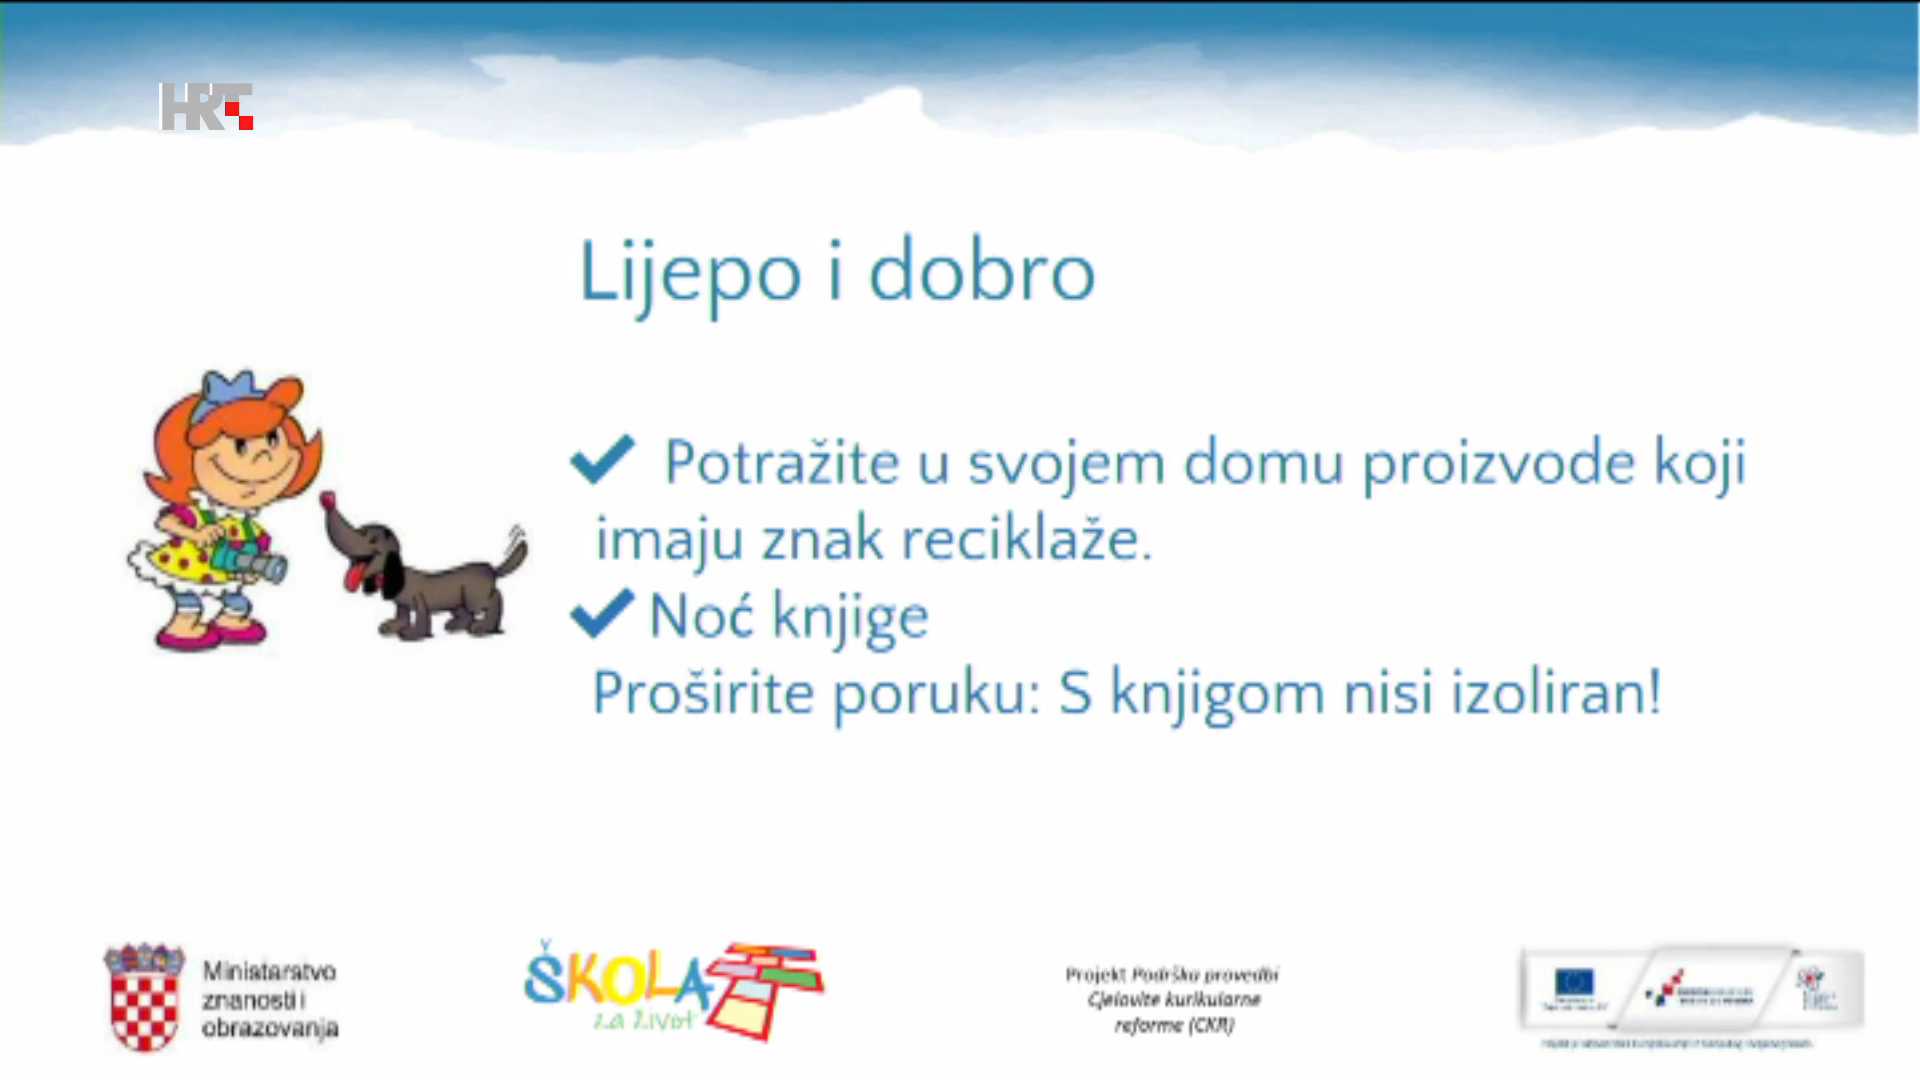 HRT
Lijepo i dobro
Potražite u svojem domu proizvode koji
imaju znak reciklaže.
Noć knjige
Proširite poruku: S knjigom nisi izoliran!
Ministarstvo
znanosti i
obrazovanja
ŠKOLA
za život
Projekt Podrška provedbi
Cjelovite kurikularne
reforme (CKR)